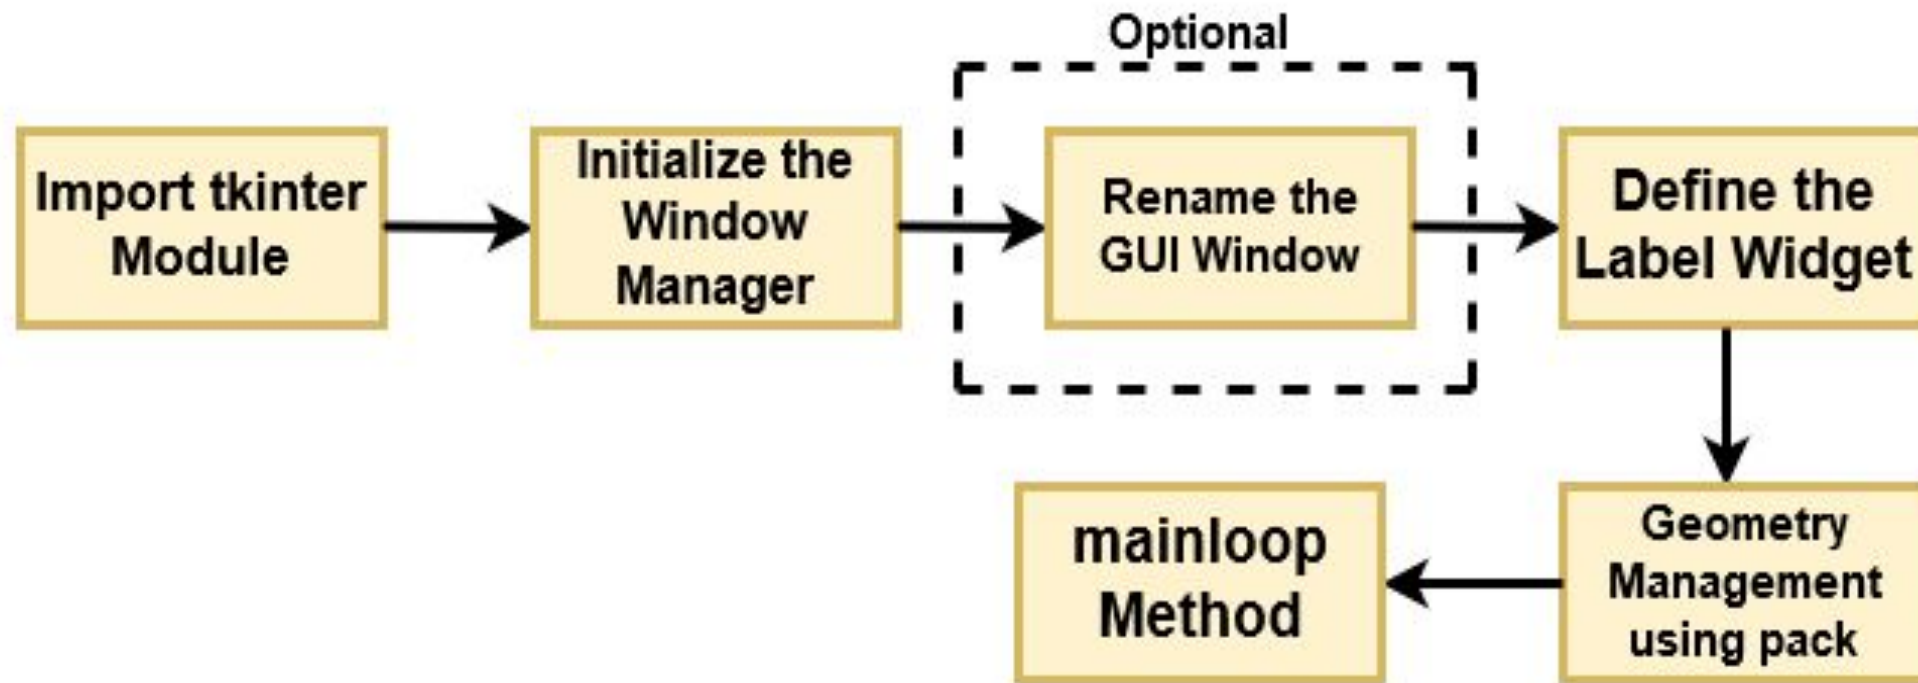 Optional
Import tkinter
Module
Initialize the
Window
Manager
Rename the
GUI Window
Define the
Label Widget
Geometry
Management
using pack
mainloop
Method